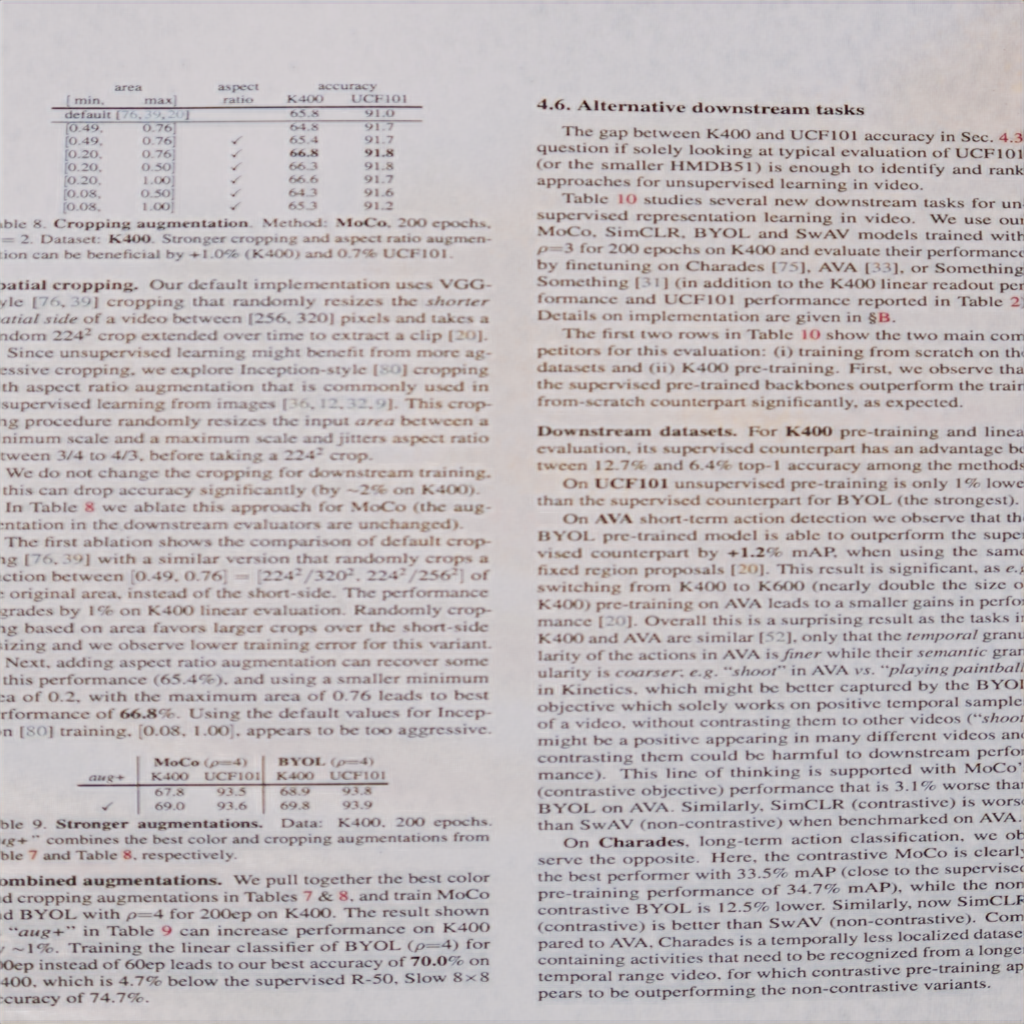 area aspect accuracy
[min, max] ratio K400 UCF101
default [76, 39, 20] 65.8 91.0
[0.49, 0.76] 64.8 91.7
[0.49, 0.76] ✓ 65.4 91.7
[0.20, 0.76] ✓ 66.8 91.8
[0.20, 0.50] ✓ 66.3 91.8
[0.20, 1.00] ✓ 66.6 91.7
[0.08, 0.50] ✓ 64.3 91.6
[0.08, 1.00] ✓ 65.3 91.2
ble 8. Cropping augmentation. Method: MoCo, 200 epochs,
= 2. Dataset: K400. Stronger cropping and aspect ratio augmen-
ion can be beneficial by +1.0% (K400) and 0.7% UCF101.
patial cropping. Our default implementation uses VGG-
yle [76, 39] cropping that randomly resizes the shorter
atial side of a video between [256, 320] pixels and takes a
ndom 224² crop extended over time to extract a clip [20].
Since unsupervised learning might benefit from more ag-
essive cropping, we explore Inception-style [80] cropping
th aspect ratio augmentation that is commonly used in
supervised learning from images [36, 12, 32, 9]. This crop-
ng procedure randomly resizes the input area between a
nimum scale and a maximum scale and jitters aspect ratio
tween 3/4 to 4/3, before taking a 224² crop.
We do not change the cropping for downstream training,
this can drop accuracy significantly (by ~2% on K400).
In Table 8 we ablate this approach for MoCo (the aug-
entation in the downstream evaluators are unchanged).
The first ablation shows the comparison of default crop-
ng [76, 39] with a similar version that randomly crops a
ction between [0.49, 0.76] = [224²/320², 224²/256²] of
e original area, instead of the short-side. The performance
grades by 1% on K400 linear evaluation. Randomly crop-
ng based on area favors larger crops over the short-side
sizing and we observe lower training error for this variant.
Next, adding aspect ratio augmentation can recover some
this performance (65.4%), and using a smaller minimum
ea of 0.2, with the maximum area of 0.76 leads to best
rformance of 66.8%. Using the default values for Incep-
n [80] training, [0.08, 1.00], appears to be too aggressive.
MoCo (ρ=4) BYOL (ρ=4)
aug+ K400 UCF101 K400 UCF101
67.8 93.5 68.9 93.8
✓ 69.0 93.6 69.8 93.9
ble 9. Stronger augmentations. Data: K400, 200 epochs.
ug+" combines the best color and cropping augmentations from
ble 7 and Table 8, respectively.
ombined augmentations. We pull together the best color
d cropping augmentations in Tables 7 & 8, and train MoCo
d BYOL with ρ=4 for 200ep on K400. The result shown
"aug+" in Table 9 can increase performance on K400
y ~1%. Training the linear classifier of BYOL (ρ=4) for
00ep instead of 60ep leads to our best accuracy of 70.0% on
400, which is 4.7% below the supervised R-50, Slow 8×8
ccuracy of 74.7%.
4.6. Alternative downstream tasks
The gap between K400 and UCF101 accuracy in Sec. 4.3
question if solely looking at typical evaluation of UCF101
(or the smaller HMDB51) is enough to identify and rank
approaches for unsupervised learning in video.
Table 10 studies several new downstream tasks for un-
supervised representation learning in video. We use our
MoCo, SimCLR, BYOL and SwAV models trained with
ρ=3 for 200 epochs on K400 and evaluate their performance
by finetuning on Charades [75], AVA [33], or Something
Something [31] (in addition to the K400 linear readout per
formance and UCF101 performance reported in Table 2)
Details on implementation are given in §B.
The first two rows in Table 10 show the two main com
petitors for this evaluation: (i) training from scratch on the
datasets and (ii) K400 pre-training. First, we observe tha
the supervised pre-trained backbones outperform the train
from-scratch counterpart significantly, as expected.
Downstream datasets. For K400 pre-training and linea
evaluation, its supervised counterpart has an advantage be
tween 12.7% and 6.4% top-1 accuracy among the methods
On UCF101 unsupervised pre-training is only 1% lowe
than the supervised counterpart for BYOL (the strongest).
On AVA short-term action detection we observe that th
BYOL pre-trained model is able to outperform the super
vised counterpart by +1.2% mAP, when using the same
fixed region proposals [20]. This result is significant, as e.g
switching from K400 to K600 (nearly double the size o
K400) pre-training on AVA leads to a smaller gains in perfor
mance [20]. Overall this is a surprising result as the tasks in
K400 and AVA are similar [52], only that the temporal granu
larity of the actions in AVA is finer while their semantic gran
ularity is coarser, e.g. "shoot" in AVA vs. "playing paintball
in Kinetics, which might be better captured by the BYOL
objective which solely works on positive temporal sample
of a video, without contrasting them to other videos ("shoot
might be a positive appearing in many different videos and
contrasting them could be harmful to downstream perfor
mance). This line of thinking is supported with MoCo'
(contrastive objective) performance that is 3.1% worse than
BYOL on AVA. Similarly, SimCLR (contrastive) is worse
than SwAV (non-contrastive) when benchmarked on AVA.
On Charades, long-term action classification, we ob
serve the opposite. Here, the contrastive MoCo is clearly
the best performer with 33.5% mAP (close to the supervised
pre-training performance of 34.7% mAP), while the non
contrastive BYOL is 12.5% lower. Similarly, now SimCLR
(contrastive) is better than SwAV (non-contrastive). Com
pared to AVA, Charades is a temporally less localized datase
containing activities that need to be recognized from a longe
temporal range video, for which contrastive pre-training ap
pears to be outperforming the non-contrastive variants.